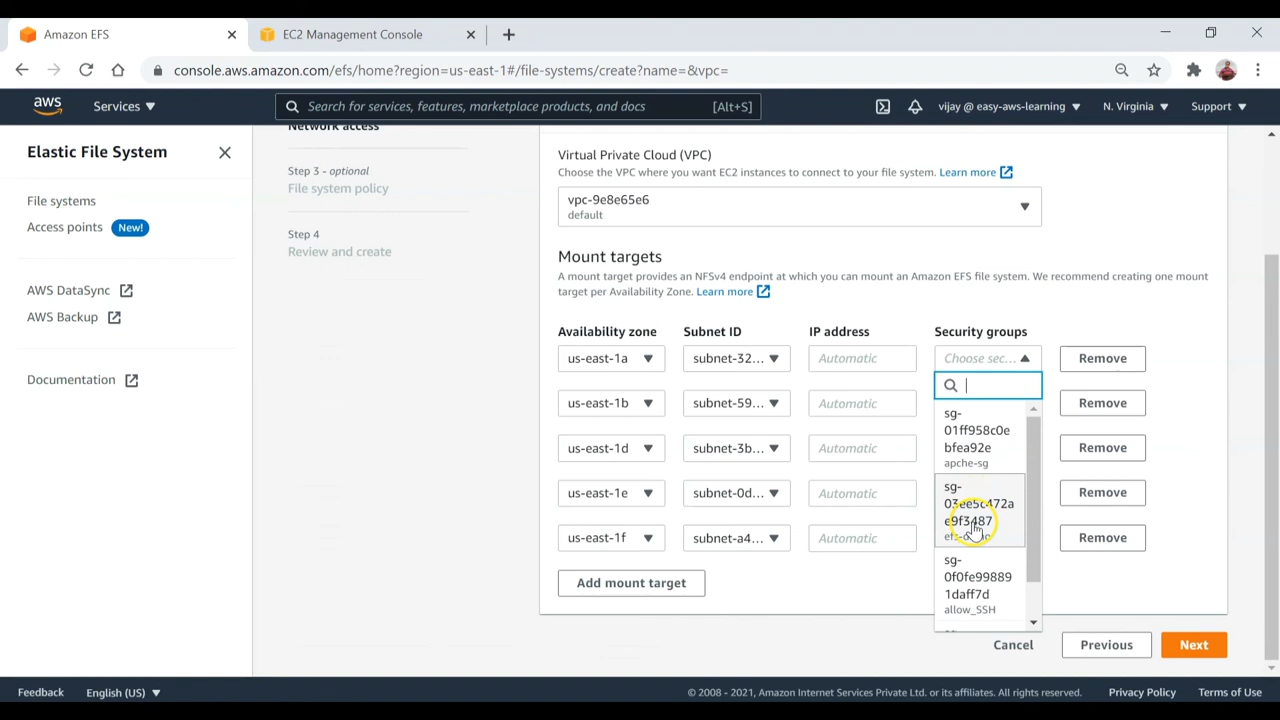 Amazon EFS
EC2 Management Console
console.aws.amazon.com/efs/home?region=us-east-1#/file-systems/create?name=&vpc=
aws
Services
Search for services, features, marketplace products, and docs
[Alt+S]
vijay @ easy-aws-learning
N. Virginia
Support
Elastic File System
File systems
Access points
New!
AWS DataSync
AWS Backup
Documentation
Network access
Step 3 - optional
File system policy
Step 4
Review and create
Virtual Private Cloud (VPC)
Choose the VPC where you want EC2 instances to connect to your file system. Learn more
vpc-9e8e65e6
default
Mount targets
A mount target provides an NFSv4 endpoint at which you can mount an Amazon EFS file system. We recommend creating one mount
target per Availability Zone. Learn more
Availability zone Subnet ID IP address Security groups
us-east-1a subnet-32... Automatic Choose sec... Remove
us-east-1b subnet-59... Automatic Remove
us-east-1d subnet-3b... Automatic Remove
us-east-1e subnet-0d... Automatic Remove
us-east-1f subnet-a4... Automatic Remove
sg-
01ff958c0e
bfea92e
apche-sg
sg-
03ee5c472a
e9f3487
sg-
0f0fe99889
1daff7d
allow_SSH
Add mount target
Cancel
Previous
Next
Feedback
English (US)
© 2008 - 2021, Amazon Internet Services Private Ltd. or its affiliates. All rights reserved.
Privacy Policy
Terms of Use